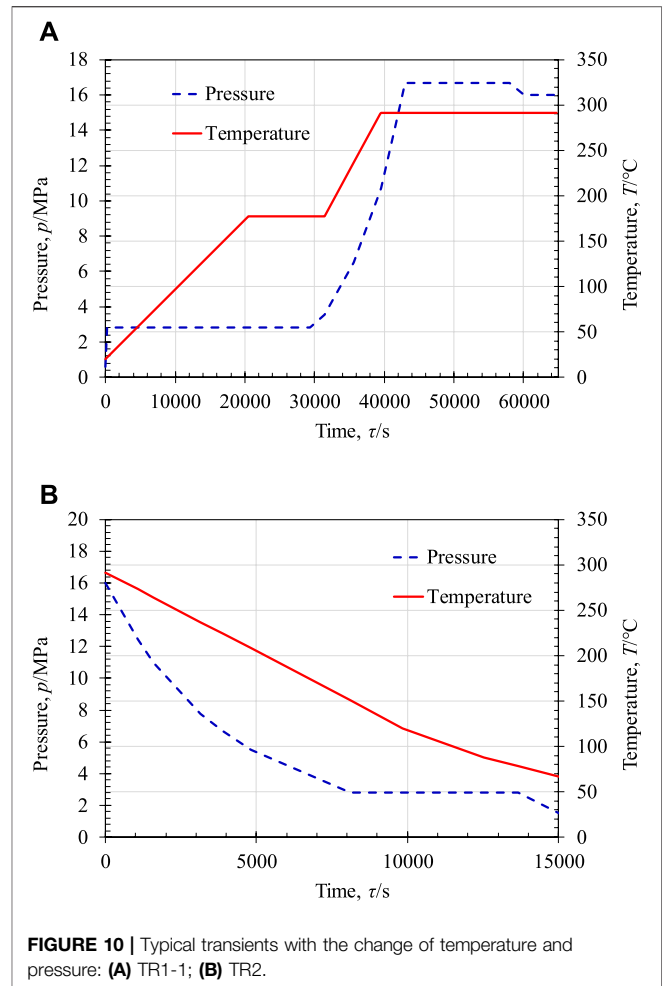 A
18
16
14
12
10
8
6
4
2
0
Pressure, p/MPa
Pressure
Temperature
350
300
250
200
150
100
50
0
Temperature, T/°C
0 10000 20000 30000 40000 50000 60000
Time, τ/s
B
20
18
16
14
12
10
8
6
4
2
0
Pressure, p/MPa
Pressure
Temperature
350
300
250
200
150
100
50
0
Temperature, T/°C
0 5000 10000 15000
Time, τ/s
FIGURE 10 | Typical transients with the change of temperature and
pressure: (A) TR1-1; (B) TR2.